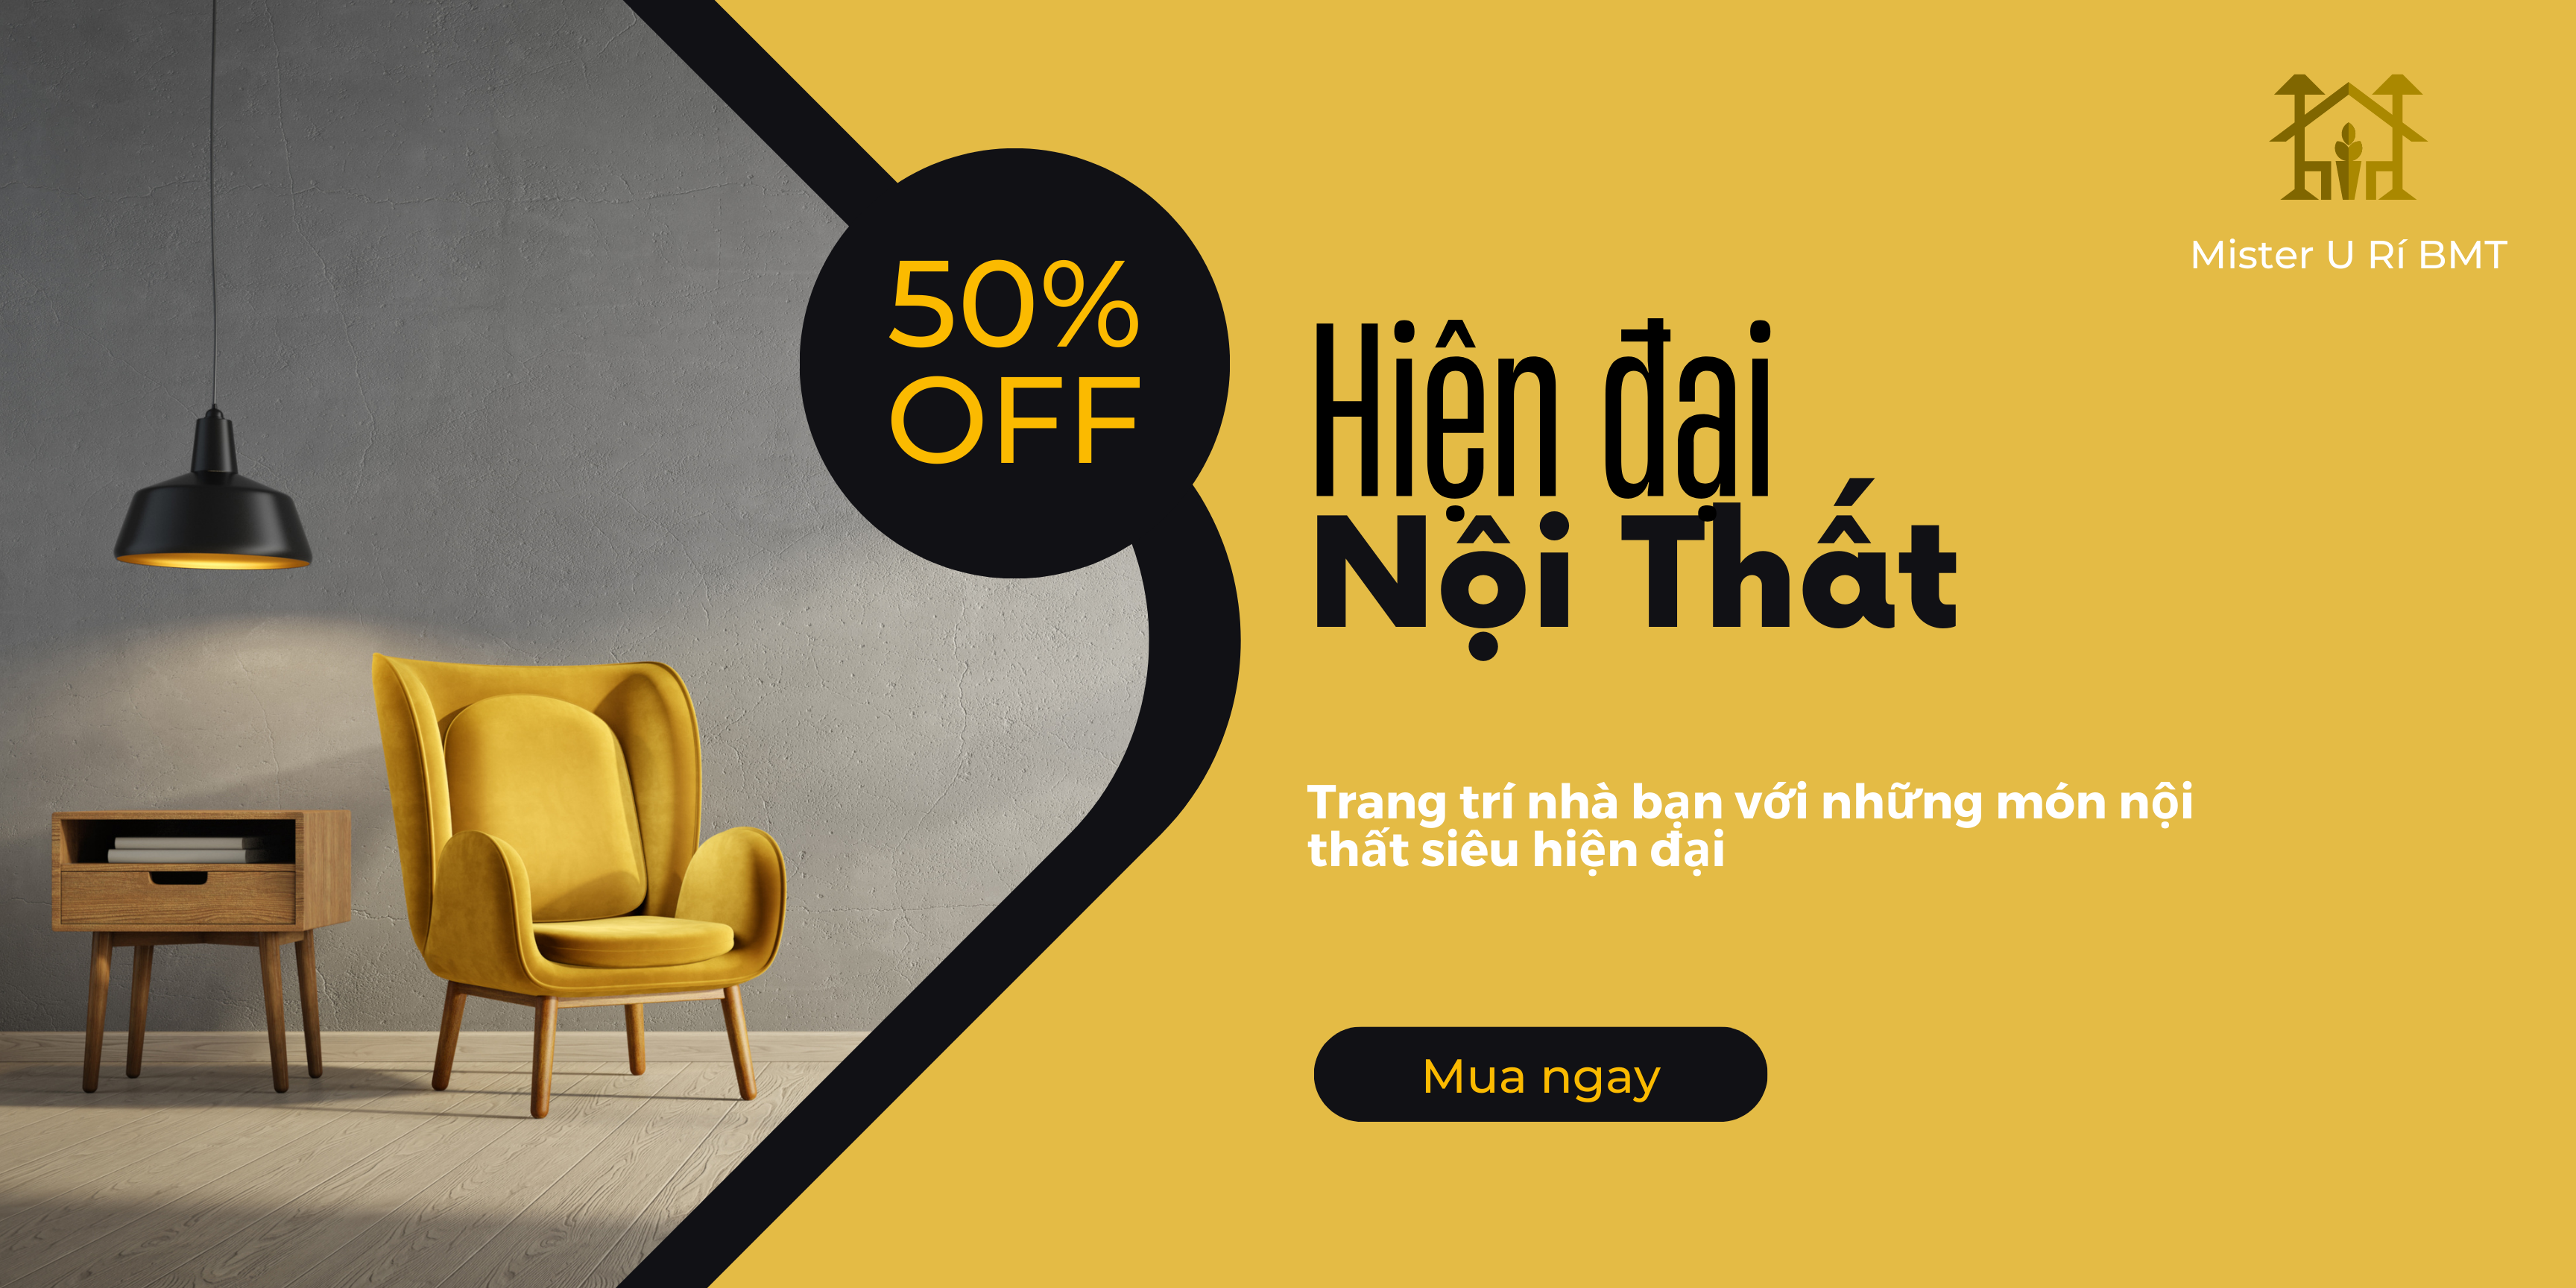 Mister U Rí BMT
50%
OFF
Hiện đại
Nội Thất
Trang trí nhà bạn với những món nội
thất siêu hiện đại
Mua ngay